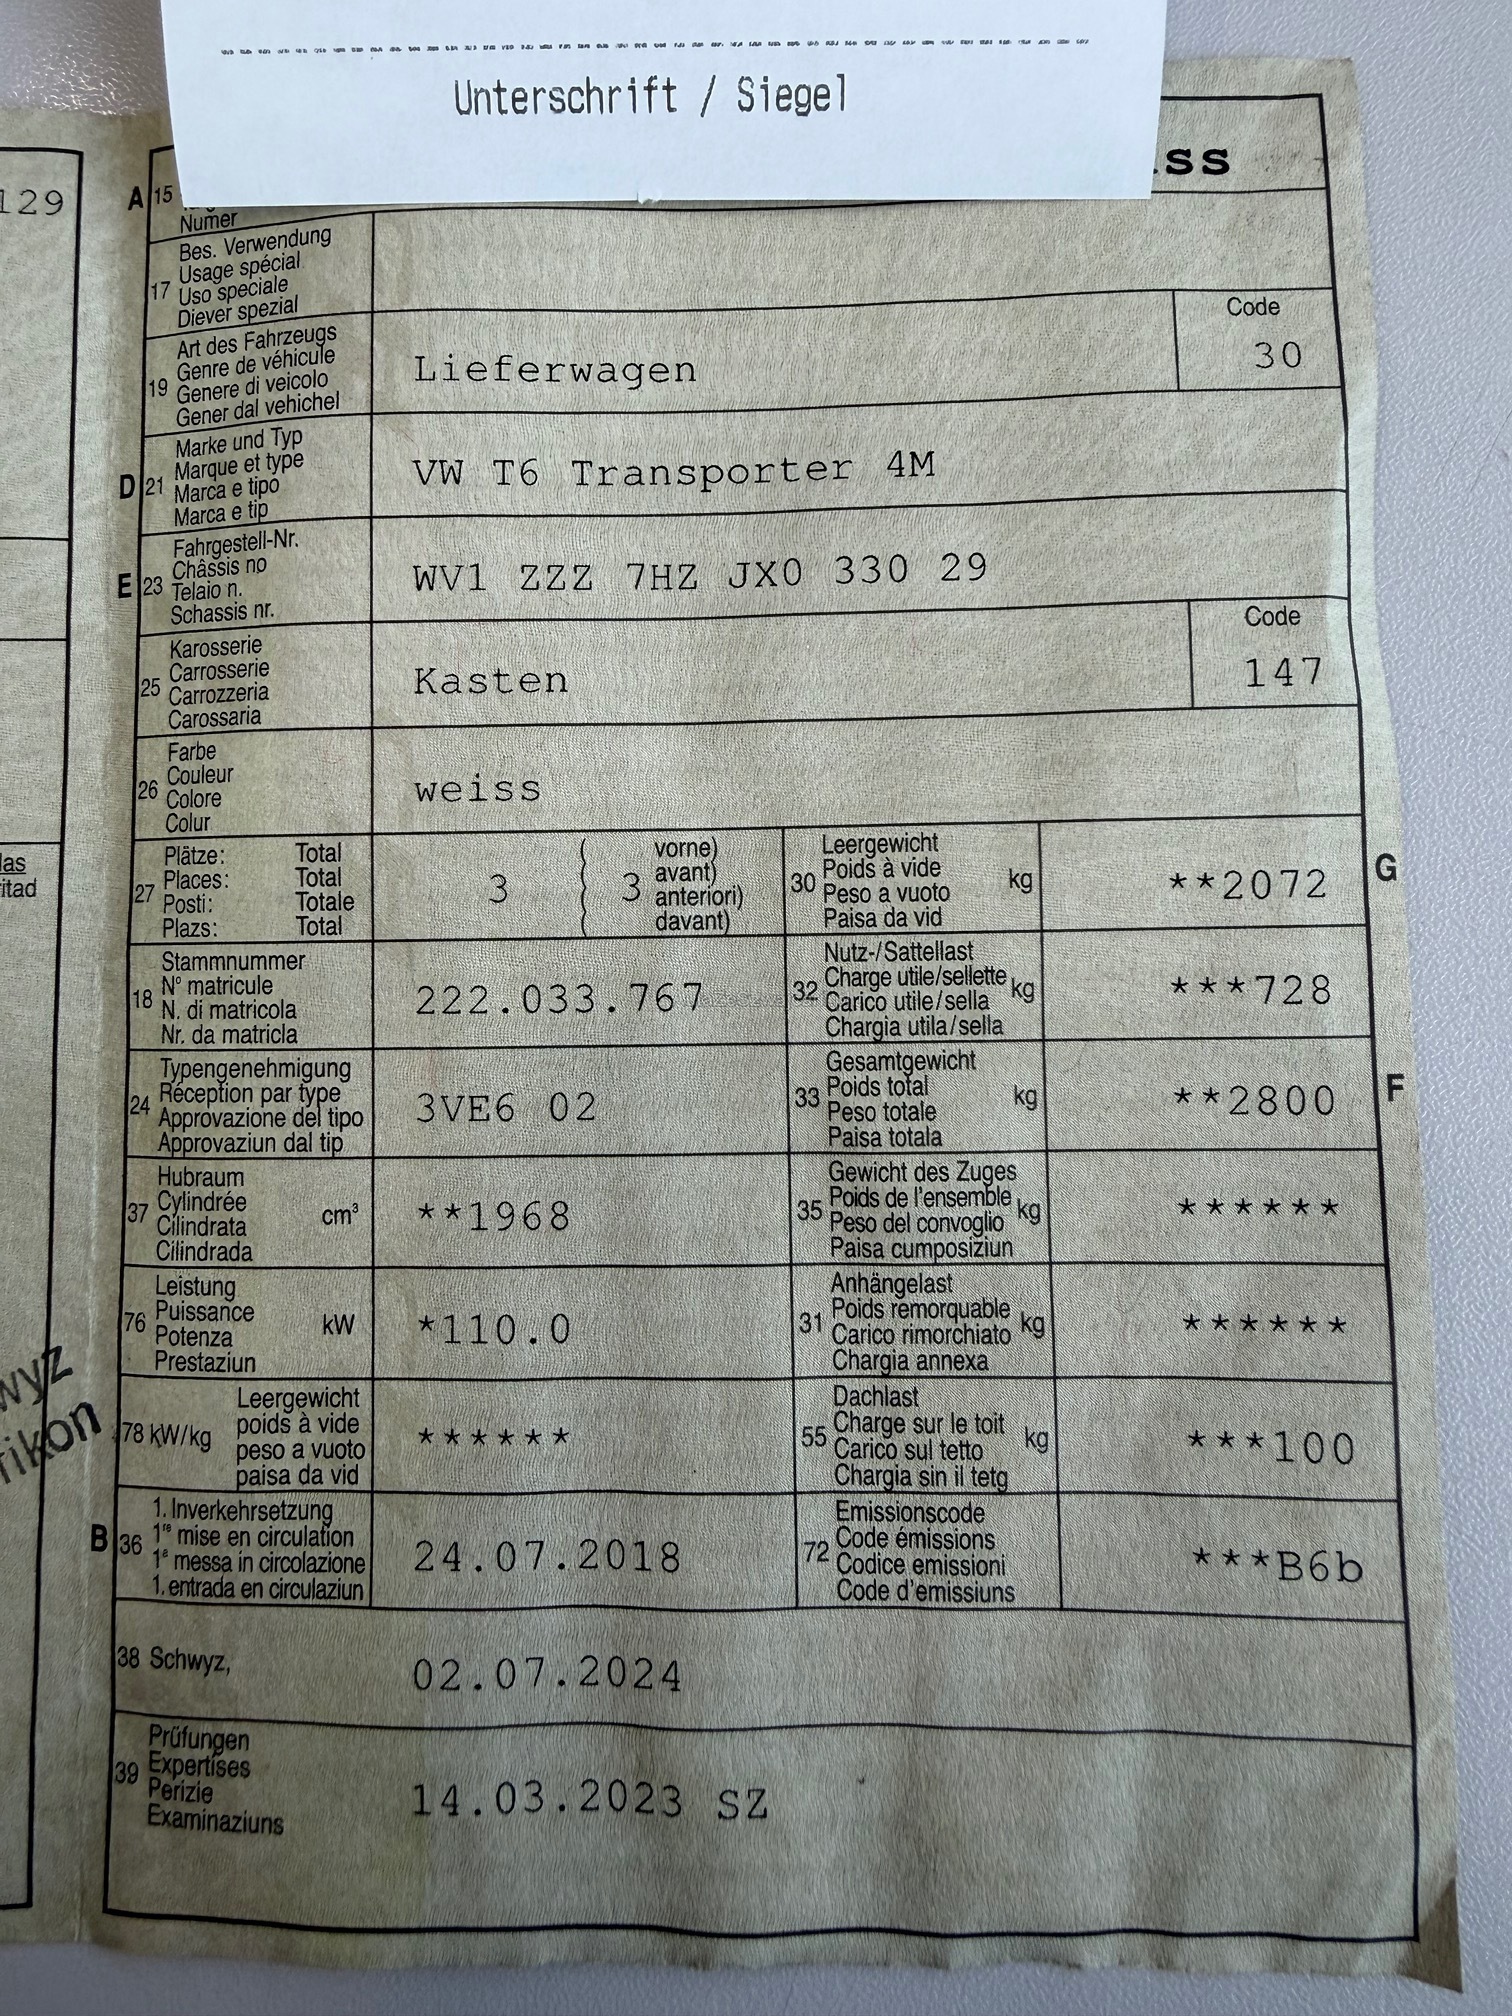 Unterschrift / Siegel
129
ss
A 15
Numer
17 Bes. Verwendung
Usage spécial
Uso speciale
Diever spezial
19 Art des Fahrzeugs
Genre de véhicule
Genere di veicolo
Gener dal vehichel
Lieferwagen
Code
30
D 21 Marke und Typ
Marque et type
Marca e tipo
Marca e tip
VW T6 Transporter 4M
E 23 Fahrgestell-Nr.
Châssis no
Telaio n.
Schassis nr.
WV1 ZZZ 7HZ JX0 330 29
25 Karosserie
Carrosserie
Carrozzeria
Carossaria
Kasten
Code
147
26 Farbe
Couleur
Colore
Colur
weiss
27 Plätze: Total
Places: Total
Posti: Totale
Plazs: Total
3 3 vorne)
avant)
anteriori)
davant)
30 Leergewicht
Poids à vide
Peso a vuoto
Paisa da vid
kg
**2072
G
18 Stammnummer
N° matricule
N. di matricola
Nr. da matricla
222.033.767
32 Nutz-/Sattellast
Charge utile/sellette
Carico utile/sella
Chargia utila/sella
kg
***728
24 Typengenehmigung
Réception par type
Approvazione del tipo
Approvaziun dal tip
3VE6 02
33 Gesamtgewicht
Poids total
Peso totale
Paisa totala
kg
**2800
F
37 Hubraum
Cylindrée
Cilindrata
Cilindrada
cm³
**1968
35 Gewicht des Zuges
Poids de l'ensemble
Peso del convoglio
Paisa cumposiziun
kg
******
76 Leistung
Puissance
Potenza
Prestaziun
kW
*110.0
31 Anhängelast
Poids remorquable
Carico rimorchiato
Chargia annexa
kg
******
78 kW/kg Leergewicht
poids à vide
peso a vuoto
paisa da vid
******
55 Dachlast
Charge sur le toit
Carico sul tetto
Chargia sin il tetg
kg
***100
B 36 1. Inverkehrsetzung
1re mise en circulation
1a messa in circolazione
1. entrada en circulaziun
24.07.2018
72 Emissionscode
Code émissions
Codice emissioni
Code d'emissiuns
***B6b
38 Schwyz,
02.07.2024
39 Prüfungen
Expertises
Perizie
Examinaziuns
14.03.2023 SZ